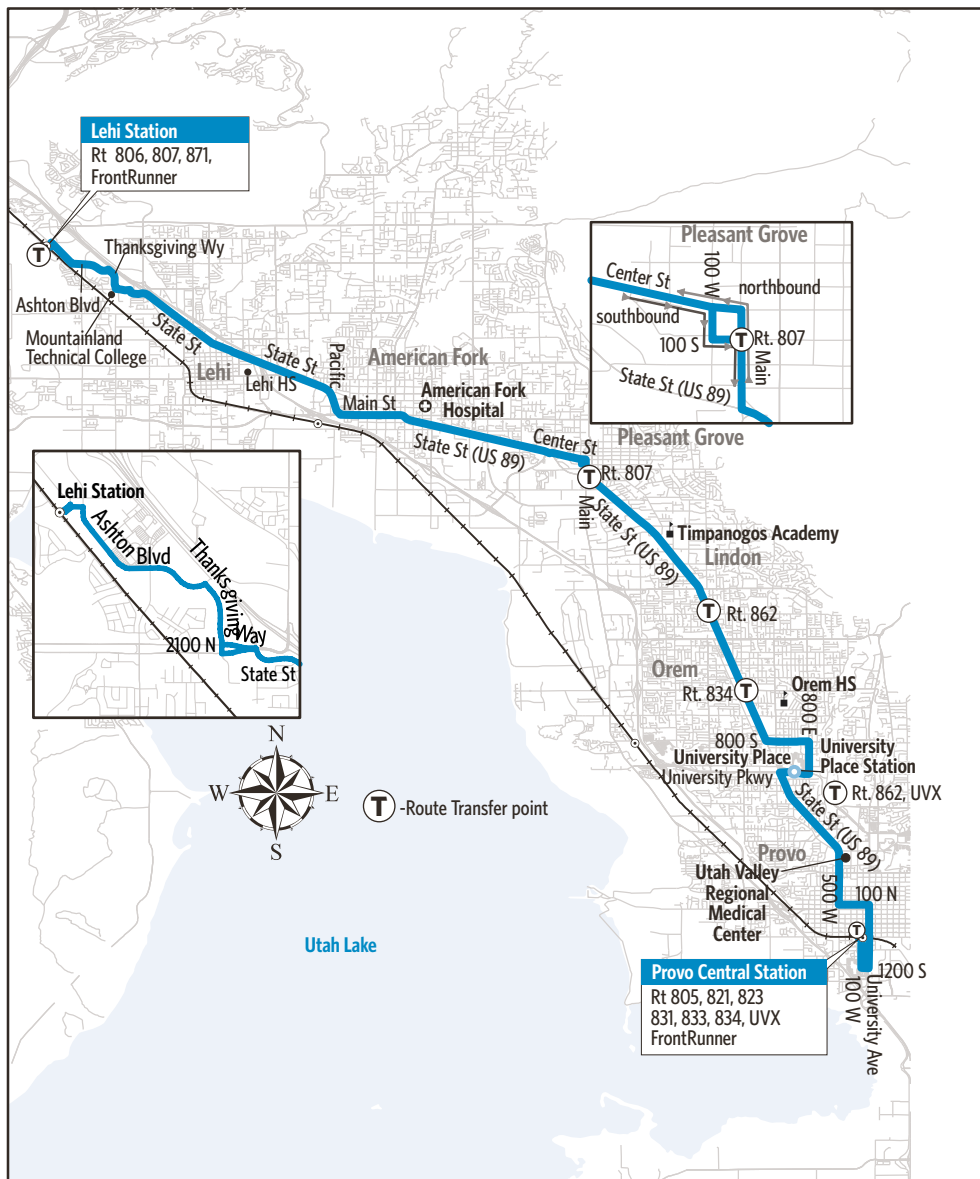 Lehi Station
Rt 806, 807, 871,
FrontRunner
T
Thanksgiving Wy
Ashton Blvd
Mountainland
Technical College
State St
Lehi
Lehi HS
State St
Pacific
American Fork
Main St
American Fork
Hospital
State St (US 89)
Center St
Pleasant Grove
T
Rt. 807
Main
Pleasant Grove
Center St
100 W
northbound
southbound
100 S
T
Rt. 807
Main
State St (US 89)
Lehi Station
Ashton Blvd
Thanksgiving
Way
2100 N
State St
State St (US 89)
Timpanogos Academy
Lindon
T
Rt. 862
Orem
Rt. 834
T
Orem HS
800 E
800 S
University Place
University Pkwy
University
Place Station
T
Rt. 862, UVX
State St (US 89)
Provo
Utah Valley
Regional
Medical
Center
500 W
100 N
T
1200 S
100 W
University Ave
Provo Central Station
Rt 805, 821, 823
831, 833, 834, UVX
FrontRunner
N
W
E
S
T
-Route Transfer point
Utah Lake